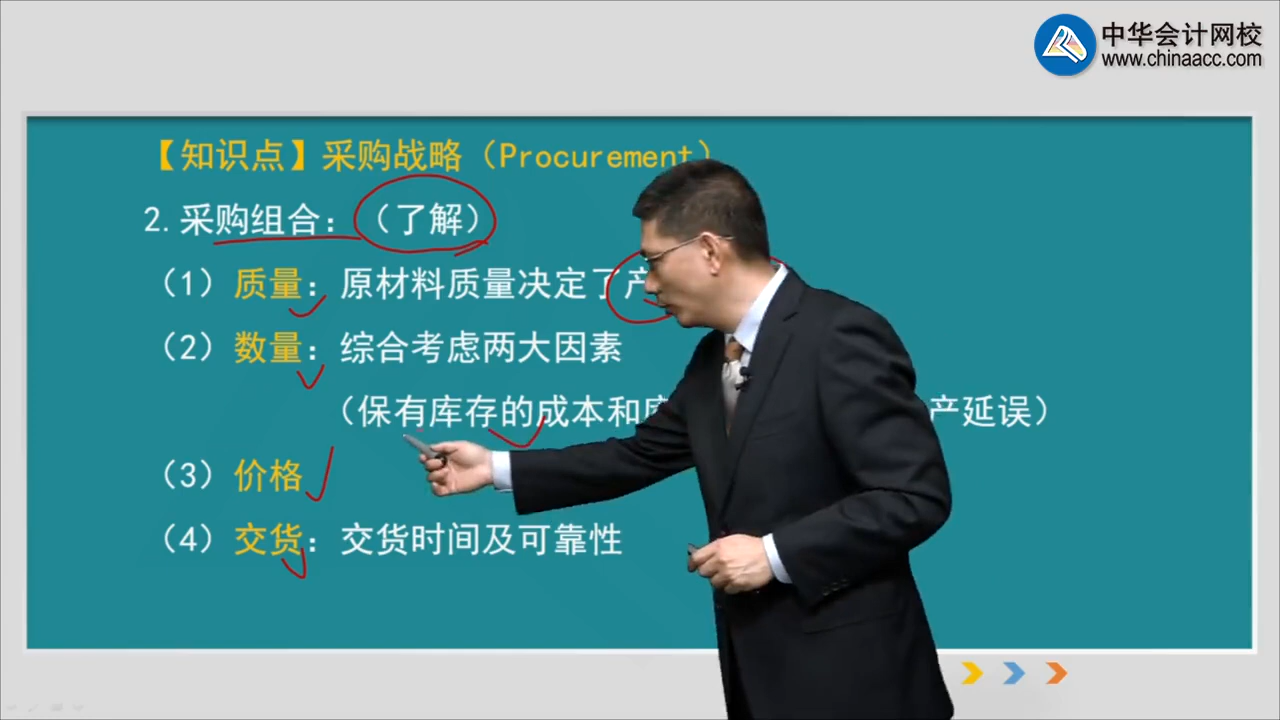 中华会计网校
www.chinaacc.com
【知识点】采购战略（Procurement）
2.采购组合：（了解）
（1）质量：原材料质量决定了产
（2）数量：综合考虑两大因素
（保有库存的成本和 产延误）
（3）价格
（4）交货：交货时间及可靠性